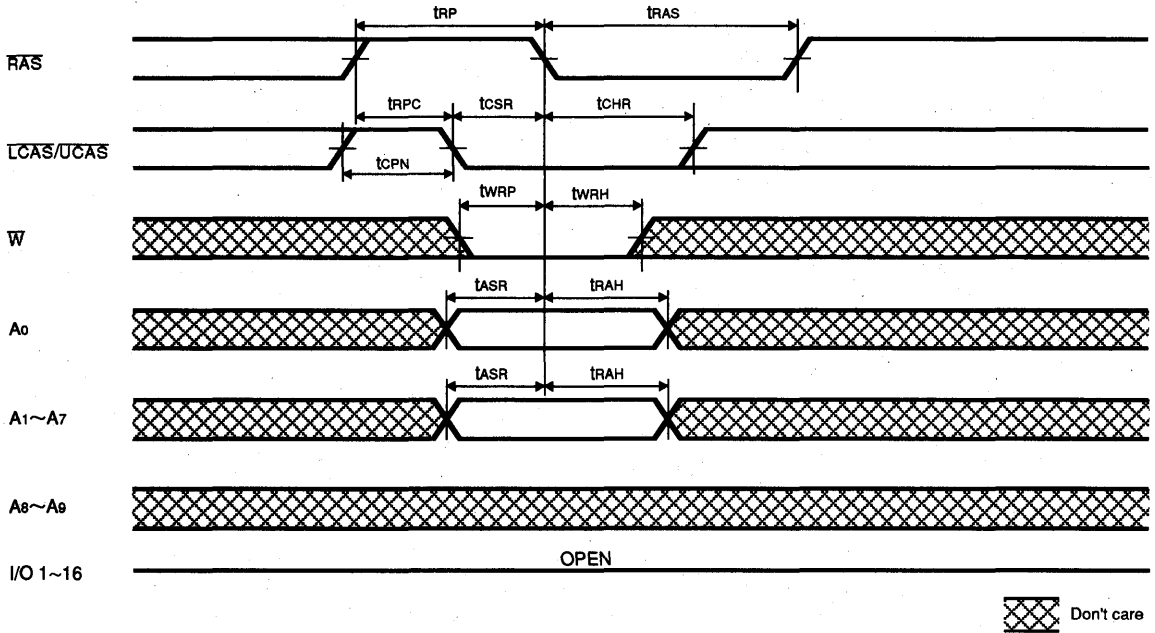 tRP tRAS
RAS
tRPC tCSR tCHR
LCAS/UCAS
tCPN
tWRP tWRH
W
tASR tRAH
A0
tASR tRAH
A1~A7
A8~A9
OPEN
I/O 1~16
Don't care